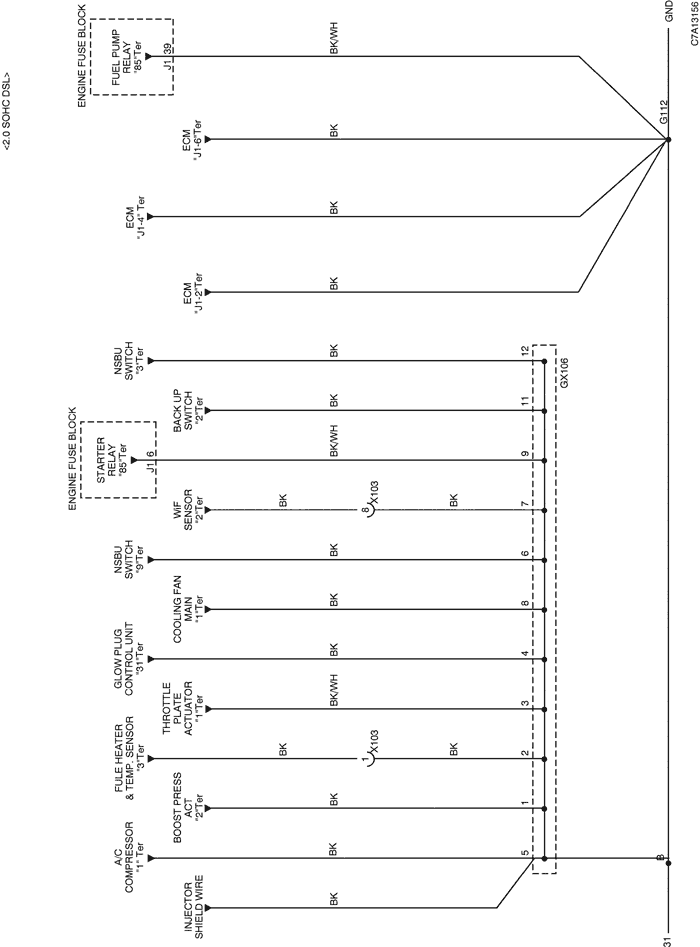 <2.0 SOHC DSL>
INJECTOR
SHIELD WIRE
BK
A/C
COMPRESSOR
"1" Ter
BK
5
BOOST PRESS
ACT
"2"Ter
BK
1
FULE HEATER
& TEMP. SENSOR
"3"Ter
BK
1
X103
BK
2
THROTTLE
PLATE
ACTUATOR
"1"Ter
BK/WH
3
GLOW PLUG
CONTROL UNIT
"31"Ter
BK
4
COOLING FAN
MAIN
"1"Ter
BK
8
NSBU
SWITCH
"9"Ter
BK
6
WiF
SENSOR
"2"Ter
BK
8
X103
BK
7
ENGINE FUSE BLOCK
STARTER
RELAY
"85"Ter
J1 6
BK/WH
9
BACK UP
SWITCH
"2"Ter
BK
11
NSBU
SWITCH
"3"Ter
BK
12
GX106
ECM
"J1-2"Ter
BK
ECM
"J1-4" Ter
BK
ECM
"J1-6"Ter
BK
ENGINE FUSE BLOCK
FUEL PUMP
RELAY
"85"Ter
J1 39
BK/WH
31
B
G112
GND
C7A13156